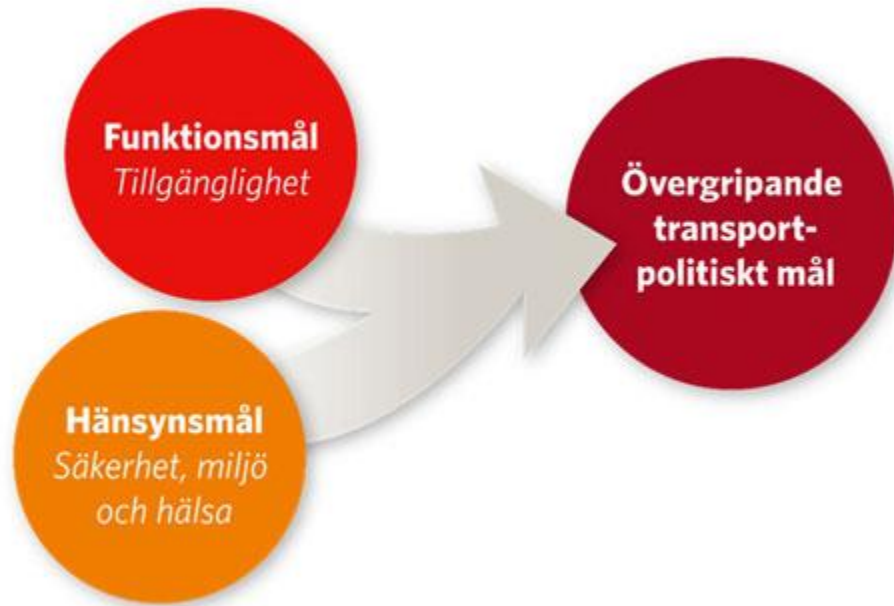 Funktionsmål
Tillgänglighet
Hänsynsmål
Säkerhet, miljö
och hälsa
Övergripande
transport-
politiskt mål